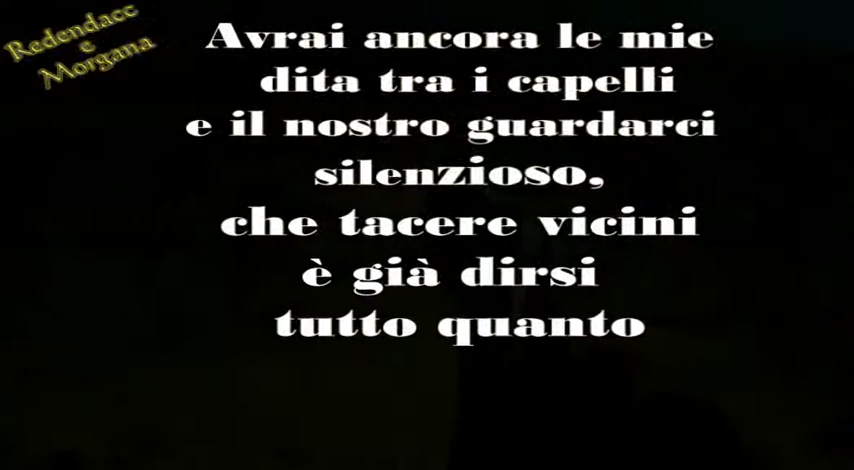 Redendacc
e
Morgana
Avrai ancora le mie
dita tra i capelli
e il nostro guardarci
silenzioso,
che tacere vicini
è già dirsi
tutto quanto